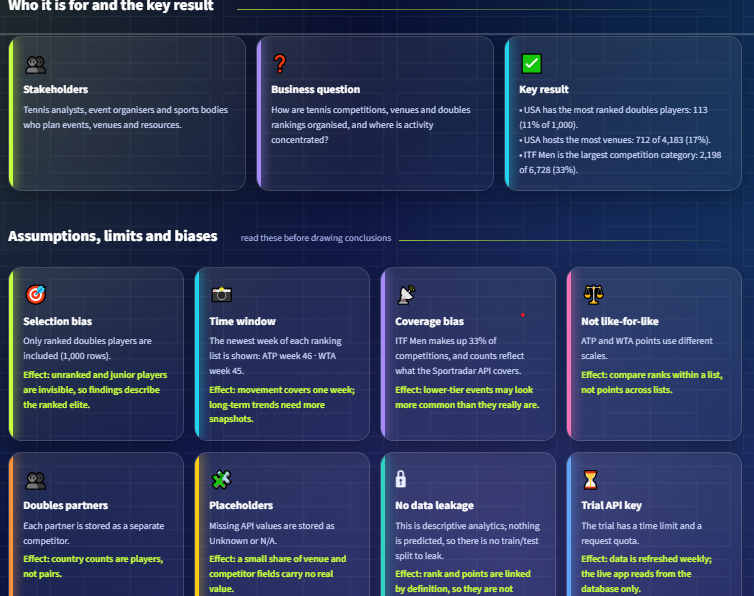 Who it is for and the key result
Stakeholders
Tennis analysts, event organisers and sports bodies
who plan events, venues and resources.
Business question
How are tennis competitions, venues and doubles
rankings organised, and where is activity
concentrated?
Key result
• USA has the most ranked doubles players: 113
(11% of 1,000).
• USA hosts the most venues: 712 of 4,183 (17%).
• ITF Men is the largest competition category: 2,198
of 6,728 (33%).
Assumptions, limits and biases
read these before drawing conclusions
Selection bias
Only ranked doubles players are
included (1,000 rows).
Effect: unranked and junior players
are invisible, so findings describe
the ranked elite.
Time window
The newest week of each ranking
list is shown: ATP week 46 · WTA
week 45.
Effect: movement covers one week;
long-term trends need more
snapshots.
Coverage bias
ITF Men makes up 33% of
competitions, and counts reflect
what the Sportradar API covers.
Effect: lower-tier events may look
more common than they really are.
Not like-for-like
ATP and WTA points use different
scales.
Effect: compare ranks within a list,
not points across lists.
Doubles partners
Each partner is stored as a separate
competitor.
Effect: country counts are players,
not pairs.
Placeholders
Missing API values are stored as
Unknown or N/A.
Effect: a small share of venue and
competitor fields carry no real
value.
No data leakage
This is descriptive analytics; nothing
is predicted, so there is no train/test
split to leak.
Effect: rank and points are linked
by definition, so they are not
Trial API key
The trial has a time limit and a
request quota.
Effect: data is refreshed weekly;
the live app reads from the
database only.